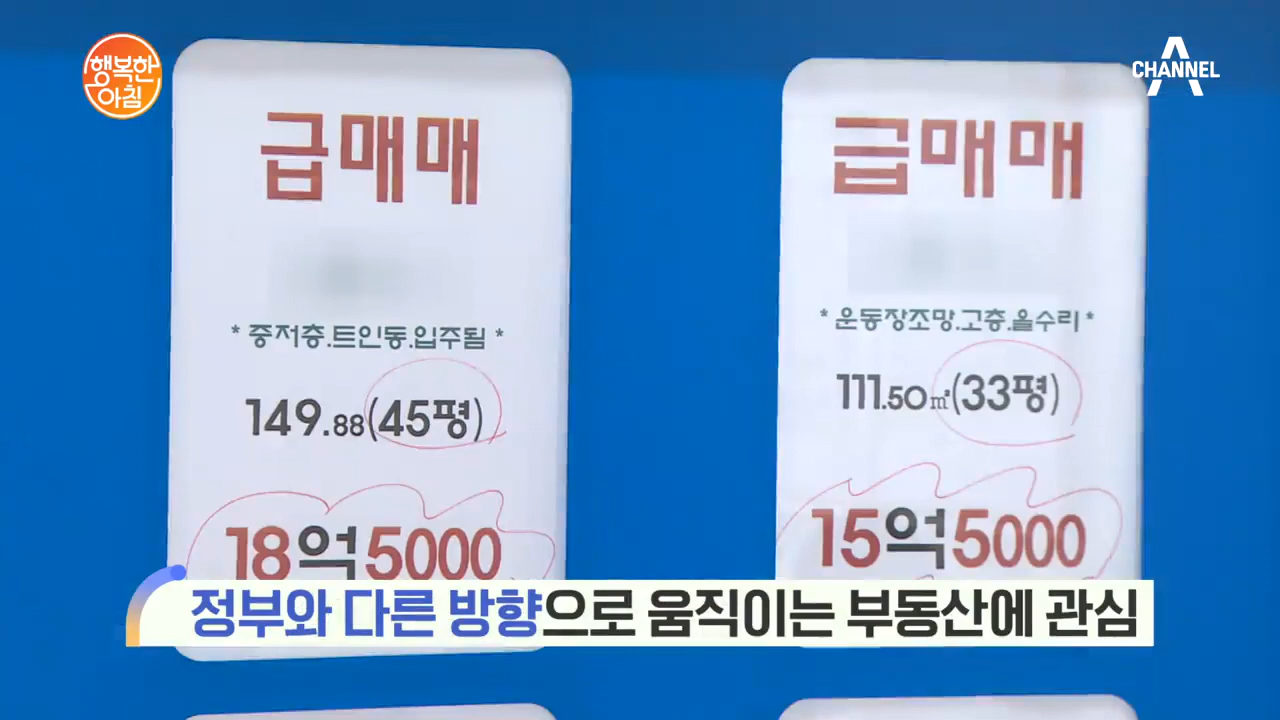 행복한
아침
CHANNEL A
급매매
* 중저층.트인동.입주됨 *
149.88(45평)
18억5000
급매매
* 운동장조망.고층.올수리 *
111.50㎡(33평)
15억5000
정부와 다른 방향으로 움직이는 부동산에 관심